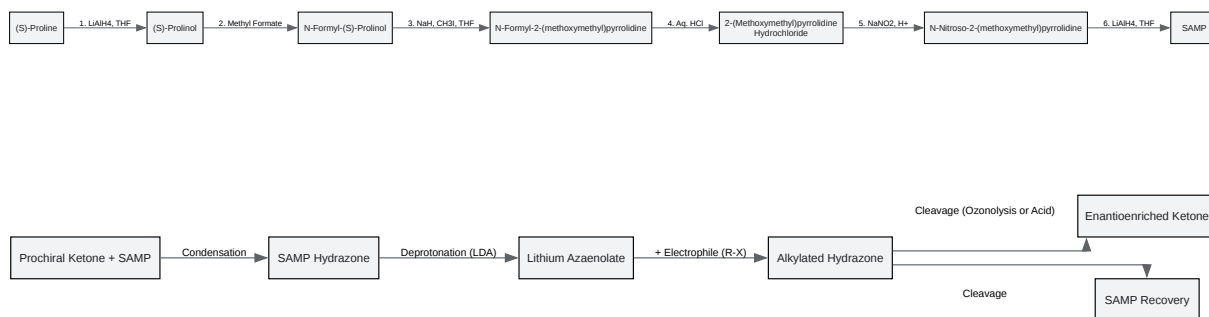 (S)-Proline
1. LiAlH4, THF
(S)-Prolinol
2. Methyl Formate
N-Formyl-(S)-Prolinol
3. NaH, CH3I, THF
N-Formyl-2-(methoxymethyl)pyrrolidine
4. Aq. HCl
2-(Methoxymethyl)pyrrolidine
Hydrochloride
5. NaNO2, H+
N-Nitroso-2-(methoxymethyl)pyrrolidine
6. LiAlH4, THF
SAMP
Prochiral Ketone + SAMP
Condensation
SAMP Hydrazone
Deprotonation (LDA)
Lithium Azaenolate
+ Electrophile (R-X)
Alkylated Hydrazone
Cleavage (Ozonolysis or Acid)
Enantioenriched Ketone
Cleavage
SAMP Recovery